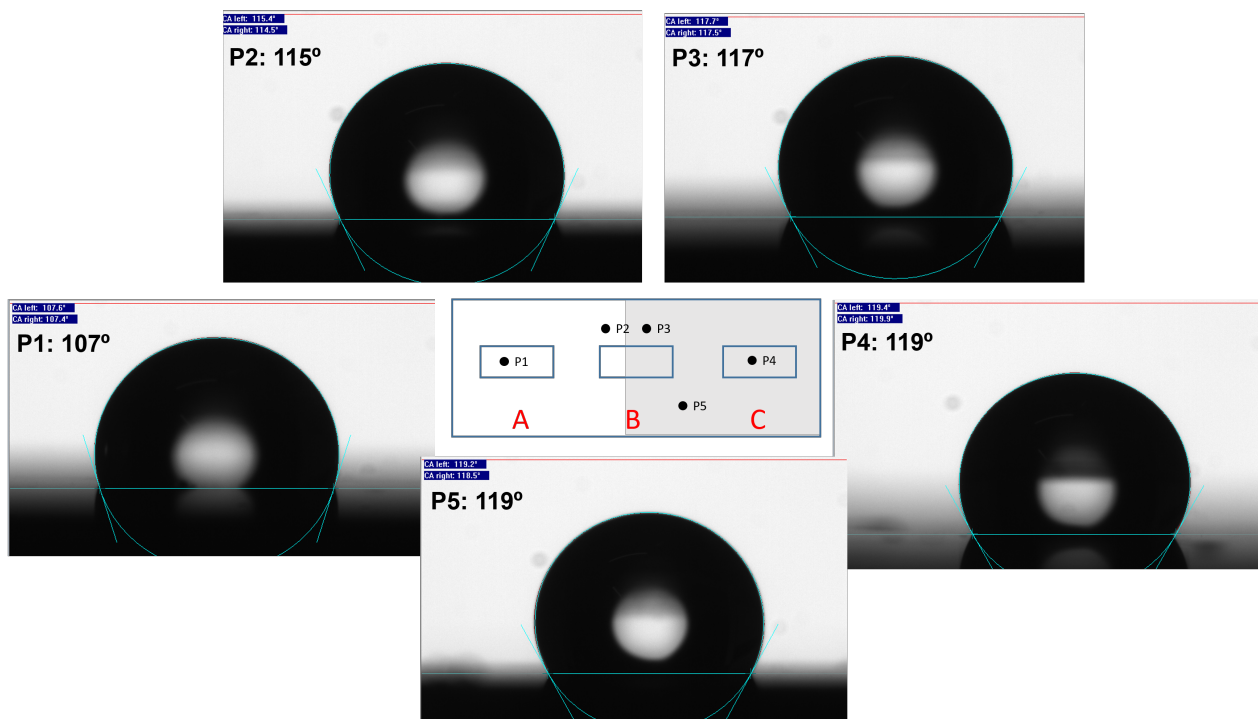 CA left: 115.4°
CA right: 114.5°
P2: 115º
CA left: 117.7°
CA right: 117.5°
P3: 117º
CA left: 107.6°
CA right: 107.4°
P1: 107º
P2 P3
P1
P4
P5
A B C
CA left: 119.4°
CA right: 119.9°
P4: 119º
CA left: 119.2°
CA right: 118.5°
P5: 119º